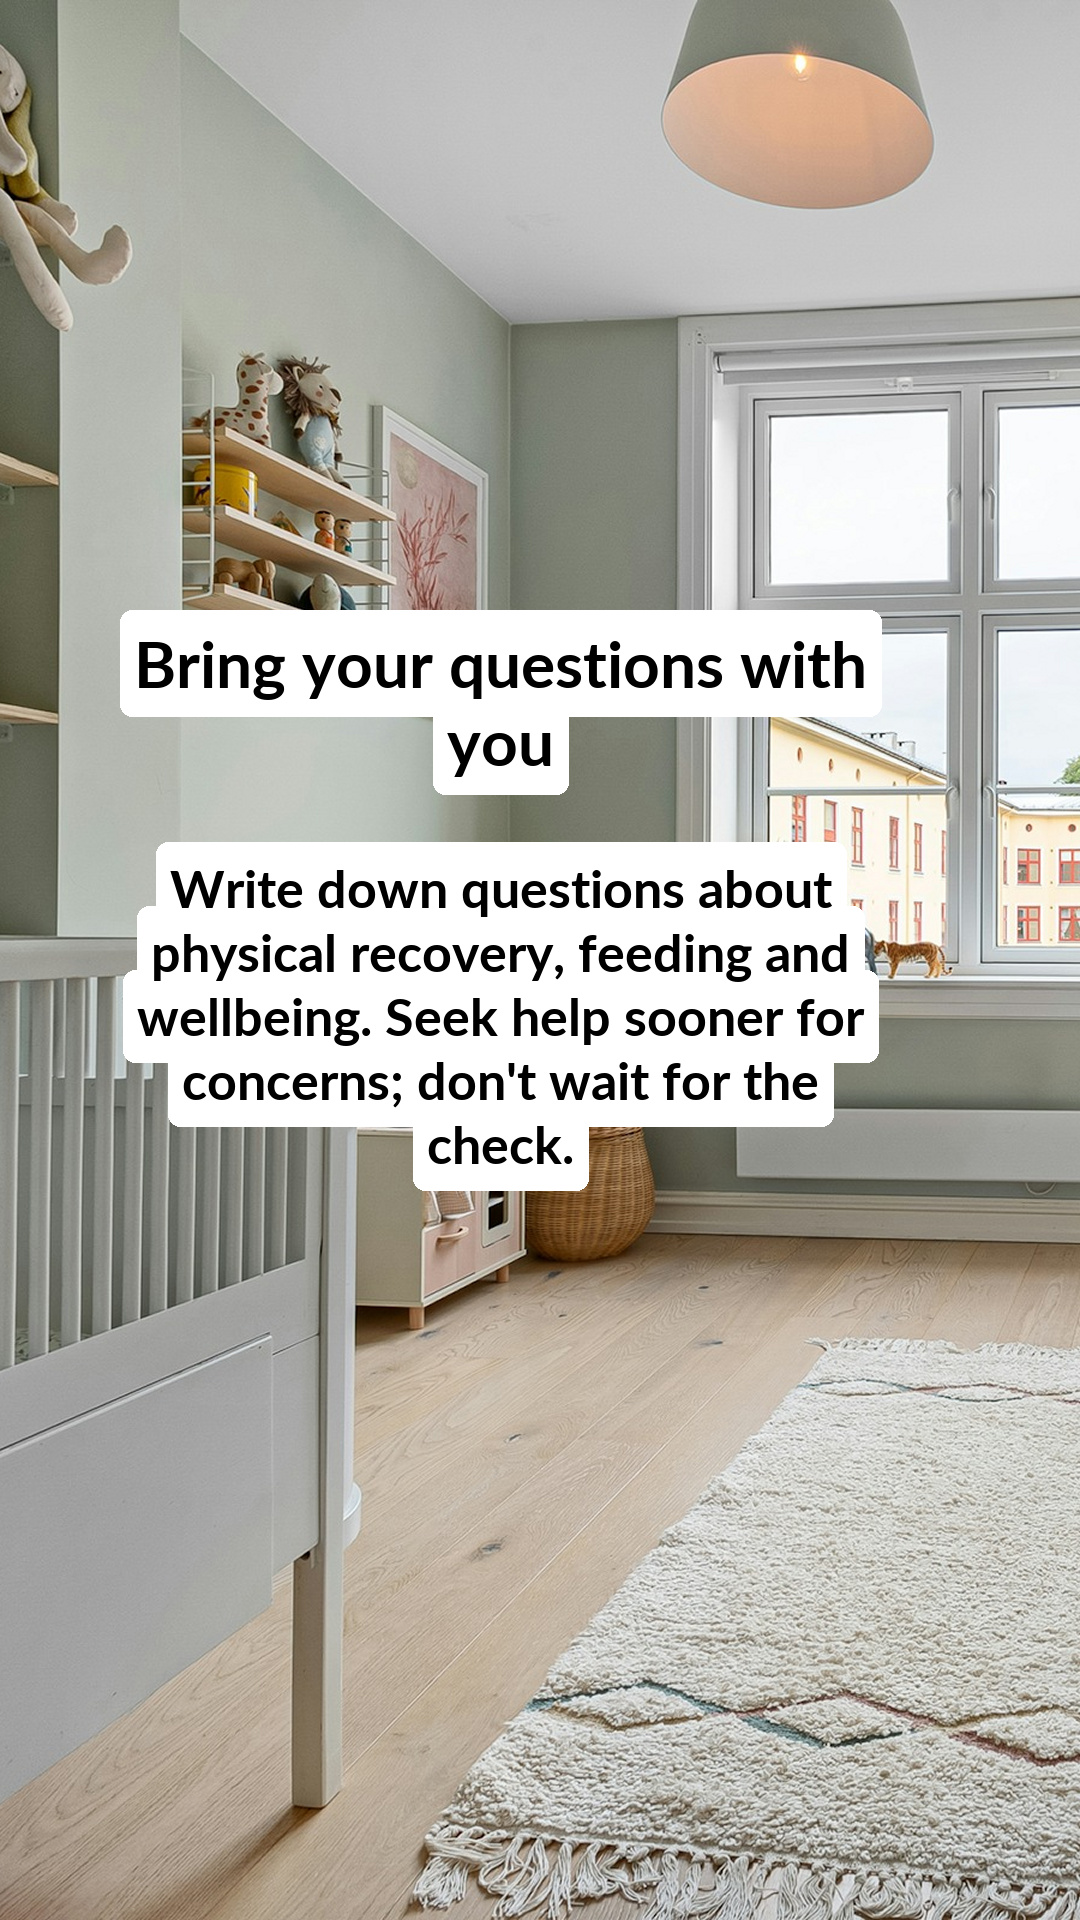 Bring your questions with
you
Write down questions about
physical recovery, feeding and
wellbeing. Seek help sooner for
concerns; don't wait for the
check.